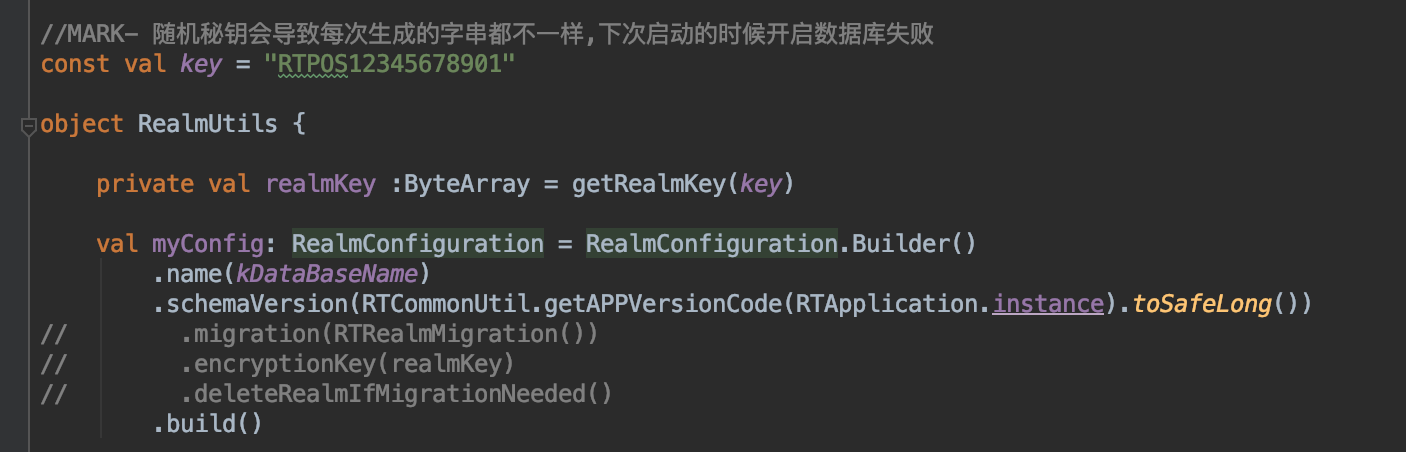 //MARK- 随机秘钥会导致每次生成的字串都不一样,下次启动的时候开启数据库失败
const val key = "RTPOS12345678901"
object RealmUtils {
private val realmKey :ByteArray = getRealmKey(key)
val myConfig: RealmConfiguration = RealmConfiguration.Builder()
.name(kDataBaseName)
.schemaVersion(RTCommonUtil.getAPPVersionCode(RTApplication.instance).toSafeLong())
// .migration(RTRealmMigration())
// .encryptionKey(realmKey)
// .deleteRealmIfMigrationNeeded()
.build()